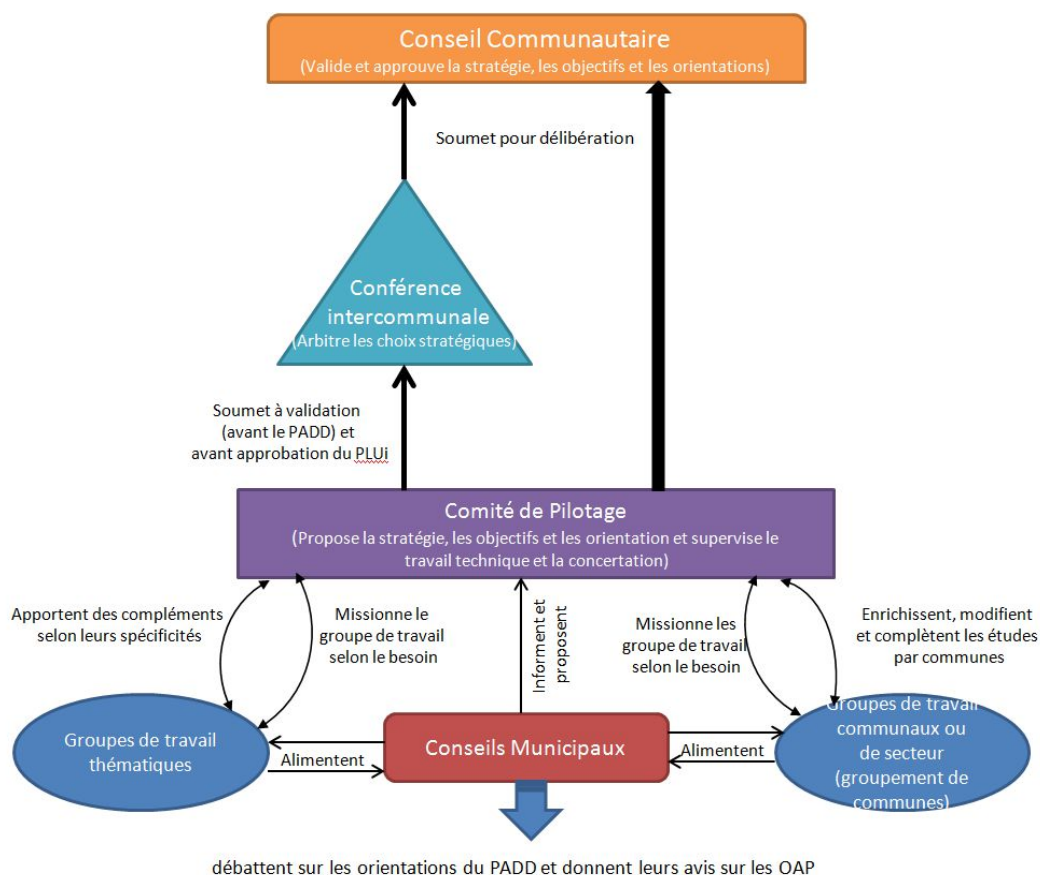 Conseil Communautaire
(Valide et approuve la stratégie, les objectifs et les orientations)
Soumet pour délibération
Conférence
intercommunale
(Arbitre les choix stratégiques)
Soumet à validation
(avant le PADD) et
avant approbation du PLUi
Comité de Pilotage
(Propose la stratégie, les objectifs et les orientation et supervise le
travail technique et la concertation)
Apportent des compléments
selon leurs spécificités
Missionne le
groupe de travail
selon le besoin
Informent et
proposent
Missionne les
groupe de travail
selon le besoin
Enrichissent, modifient
et complètent les études
par communes
Groupes de travail
thématiques
Alimentent
Conseils Municipaux
Alimentent
Groupes de travail
communaux ou
de secteur
(groupement de
communes)
débattent sur les orientations du PADD et donnent leurs avis sur les OAP